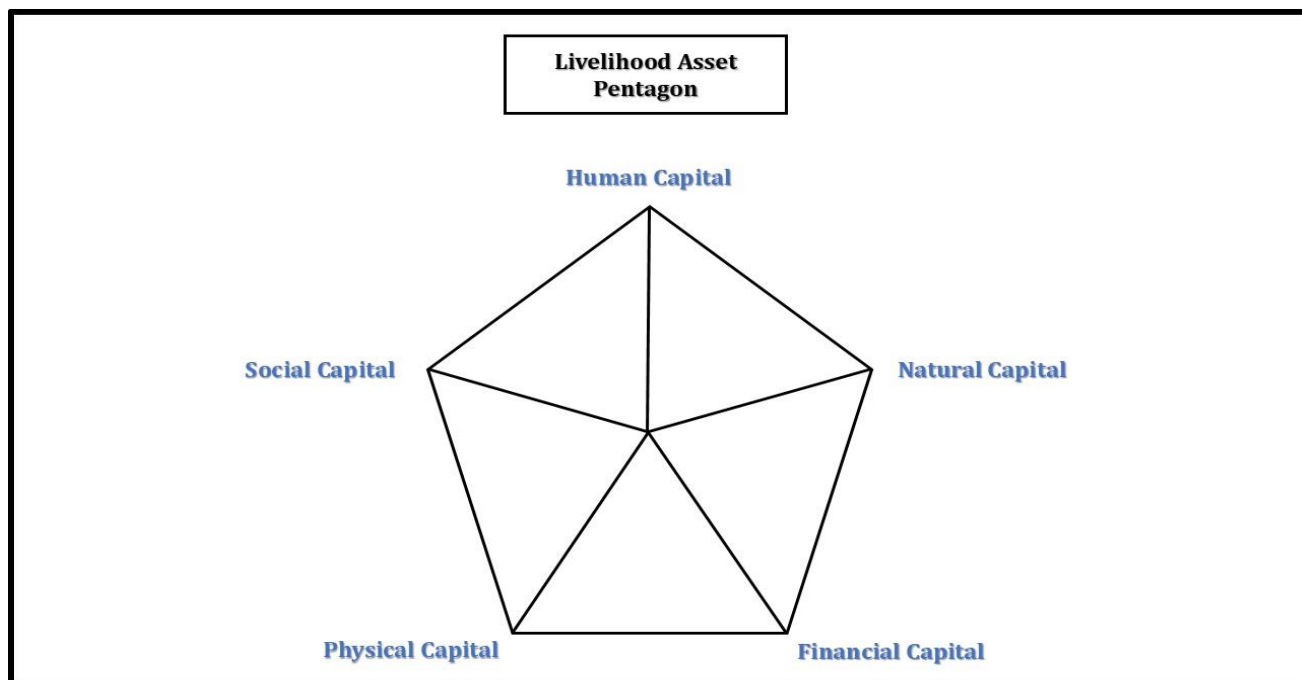 Livelihood Asset
Pentagon
Human Capital
Social Capital
Natural Capital
Physical Capital
Financial Capital